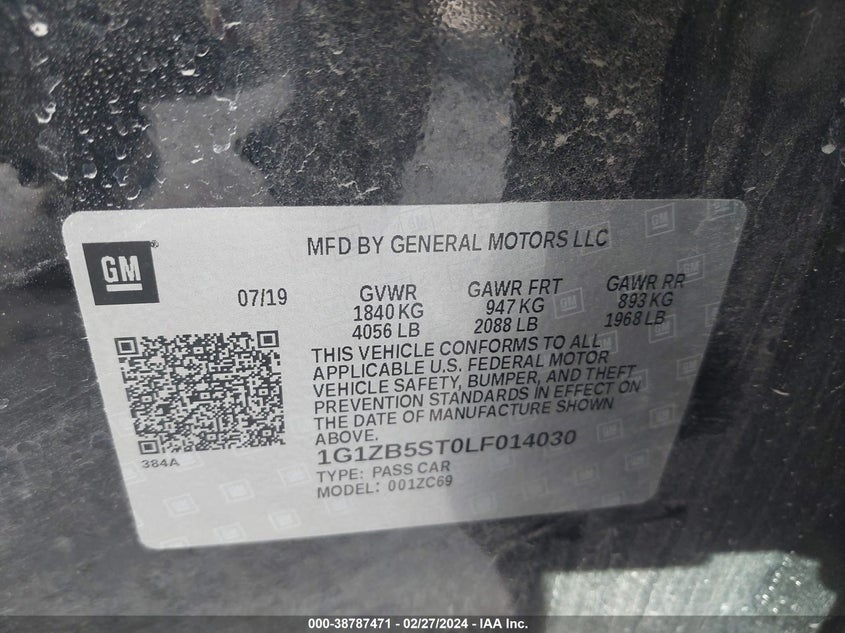 MFD BY GENERAL MOTORS LLC
GM
07/19
GVWR GAWR FRT GAWR RR
1840 KG 947 KG 893 KG
4056 LB 2088 LB 1968 LB
THIS VEHICLE CONFORMS TO ALL
APPLICABLE U.S. FEDERAL MOTOR
VEHICLE SAFETY, BUMPER, AND THEFT
PREVENTION STANDARDS IN EFFECT ON
THE DATE OF MANUFACTURE SHOWN
ABOVE.
384A
1G1ZB5ST0LF014030
TYPE: PASS CAR
MODEL: 001ZC69
000-38787471 - 02/27/2024 - IAA Inc.